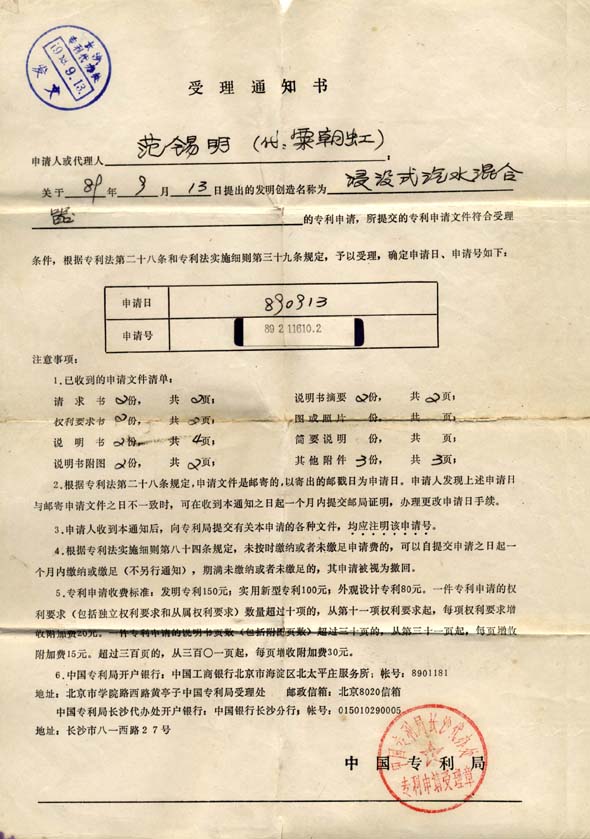 长沙
专利代办处
1989.9.13
发文
受理通知书
申请人或代理人 范锡明(代:粟朝虹);
关于 89 年 9 月 13 日提出的发明创造名称为 浸没式汽水混合
器 的专利申请,所提交的专利申请文件符合受理
条件,根据专利法第二十八条和专利法实施细则第三十九条规定,予以受理,确定申请日、申请号如下:
申请日 890913
申请号 89 2 11610.2
注意事项:
1.已收到的申请文件清单:
请求书 2份, 共 2页; 说明书摘要 2份, 共 2页;
权利要求书 2份, 共 2页; 图或照片 份, 共 页;
说明书 2份, 共 4页; 简要说明 份, 共 页;
说明书附图 2份, 共 2页; 其他附件 3份, 共 3页;
2.根据专利法第二十八条规定,申请文件是邮寄的,以寄出的邮戳日为申请日。申请人发现上述申请日
与邮寄申请文件之日不一致时,可在收到本通知之日起一个月内提交邮局证明,办理更改申请日手续。
3.申请人收到本通知后,向专利局提交有关本申请的各种文件,均应注明该申请号。
4.根据专利法实施细则第八十四条规定,未按时缴纳或者未缴足申请费的,可以自提交申请之日起一
个月内缴纳或缴足(不另行通知),期满未缴纳或者未缴足的,其申请被视为撤回。
5.专利申请收费标准:发明专利150元;实用新型专利100元;外观设计专利80元。一件专利申请的权
利要求(包括独立权利要求和从属权利要求)数量超过十项的,从第十一项权利要求起,每项权利要求增
收附加费20元。一件专利申请的说明书页数(包括附图页数)超过三十页的,从第三十一页起,每页增收
附加费15元。超过三百页的,从三百〇一页起,每页增收附加费30元。
6.中国专利局开户银行:中国工商银行北京市海淀区北太平庄服务所;帐号:8901181
地址:北京市学院路西路黄亭子中国专利局受理处 邮政信箱:北京8020信箱
中国专利局长沙代办处开户银行:中国银行长沙分行;帐号:015010290005
地址:长沙市八一西路27号
中国专利局
中国专利局长沙代办处
专利申请受理章